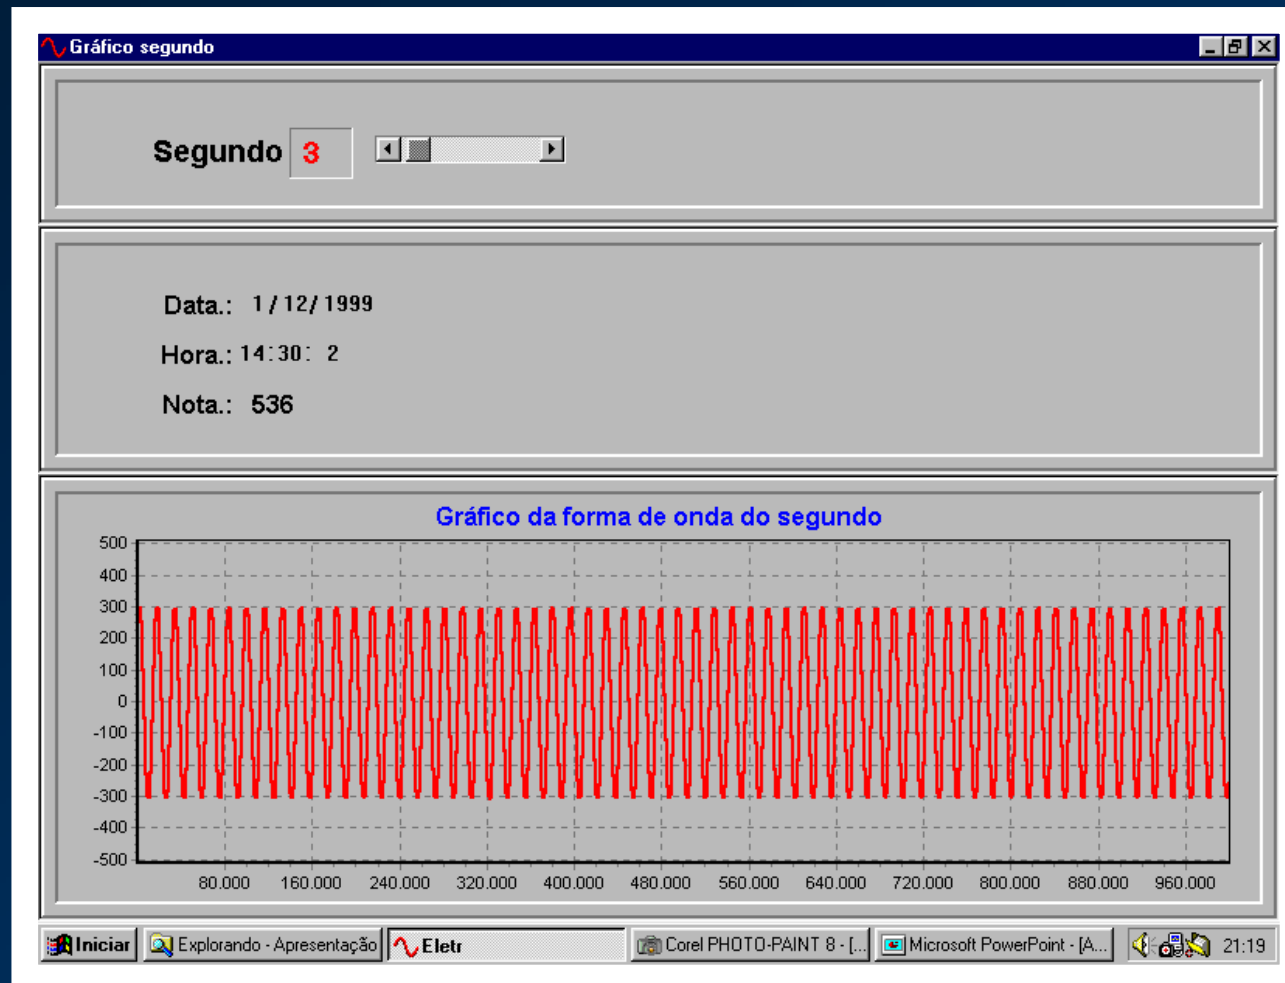 Gráfico segundo
Segundo 3
Data.: 1/12/1999
Hora.: 14:30: 2
Nota.: 536
Gráfico da forma de onda do segundo
500
400
300
200
100
0
-100
-200
-300
-400
-500
80.000 160.000 240.000 320.000 400.000 480.000 560.000 640.000 720.000 800.000 880.000 960.000
Iniciar Explorando - Apresentação Eletr Corel PHOTO-PAINT 8 - [... Microsoft PowerPoint - [A... 21:19